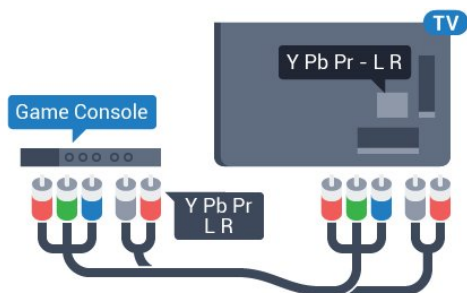 TV
Y Pb Pr - L R
Game Console
Y Pb Pr
L R